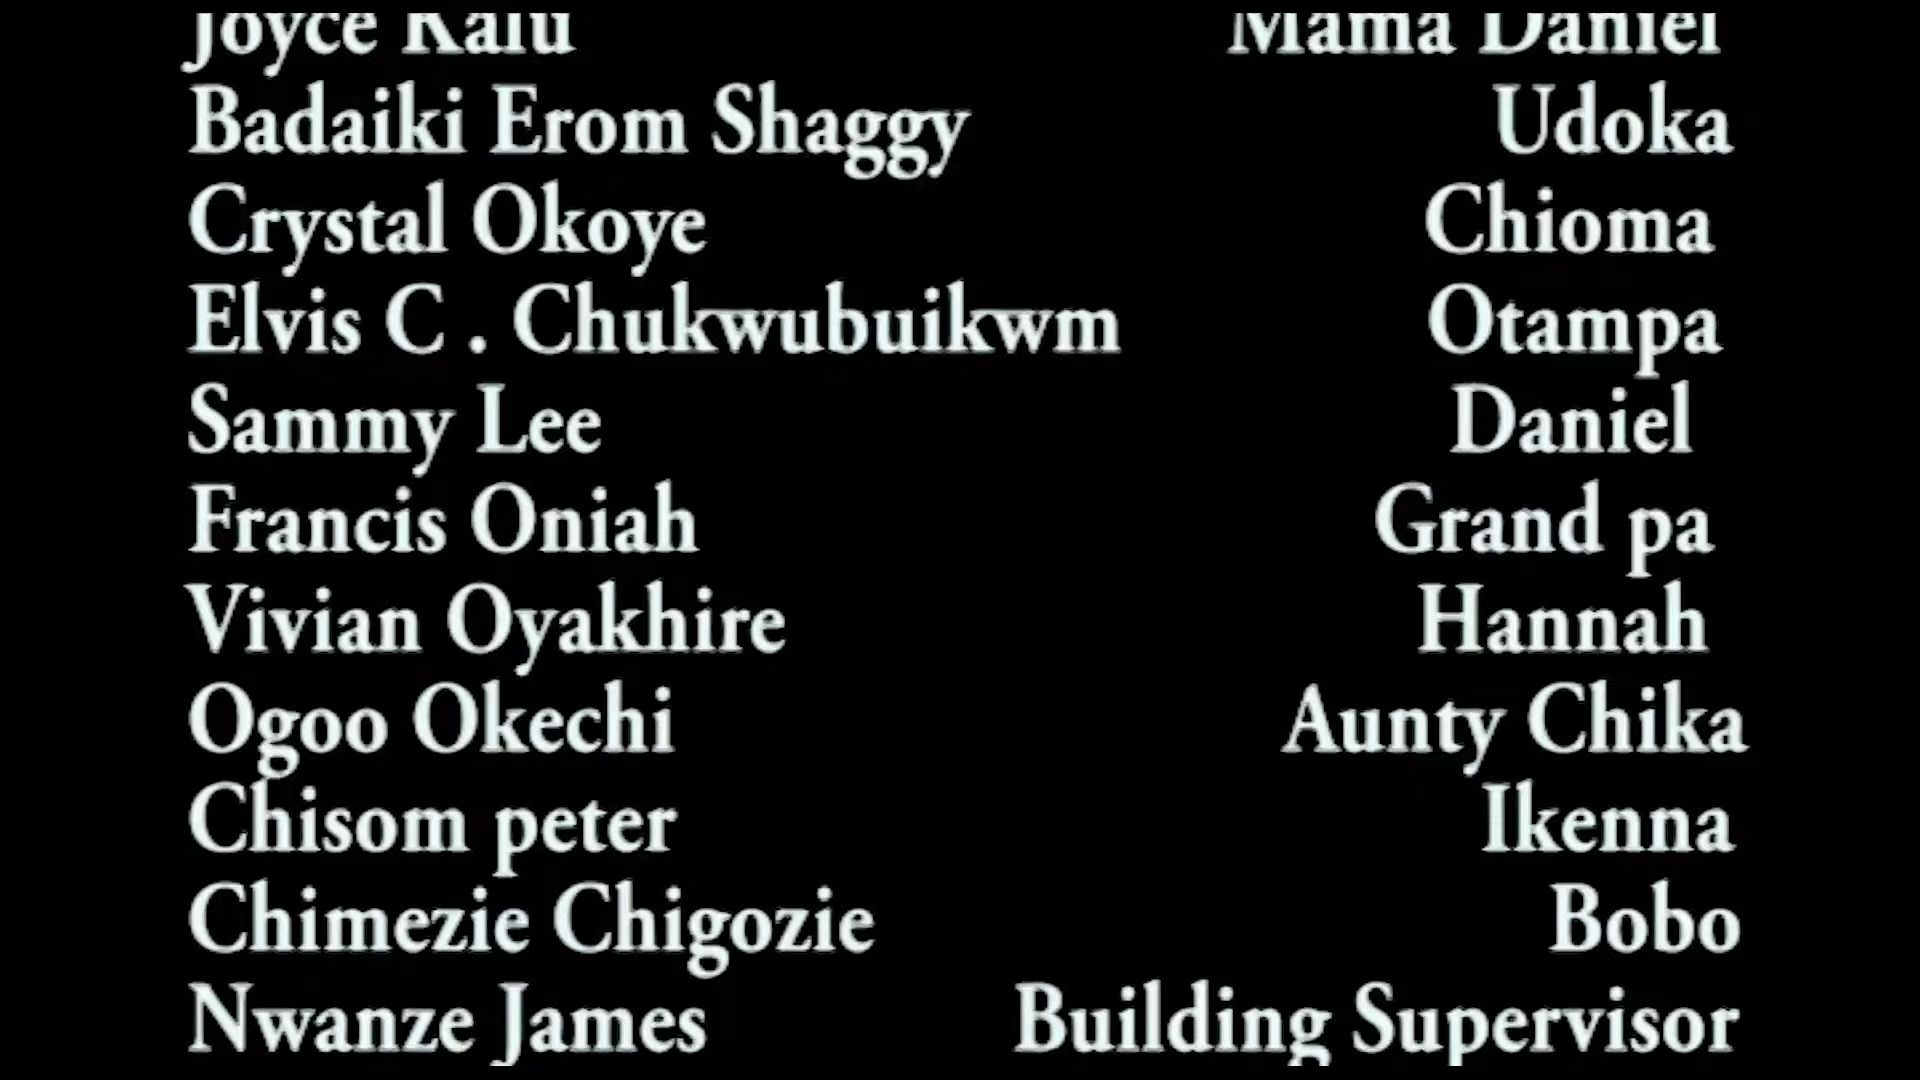 Joyce Kalu Mama Daniel
Badaiki Erom Shaggy Udoka
Crystal Okoye Chioma
Elvis C . Chukwubuikwm Otampa
Sammy Lee Daniel
Francis Oniah Grand pa
Vivian Oyakhire Hannah
Ogoo Okechi Aunty Chika
Chisom peter Ikenna
Chimezie Chigozie Bobo
Nwanze James Building Supervisor